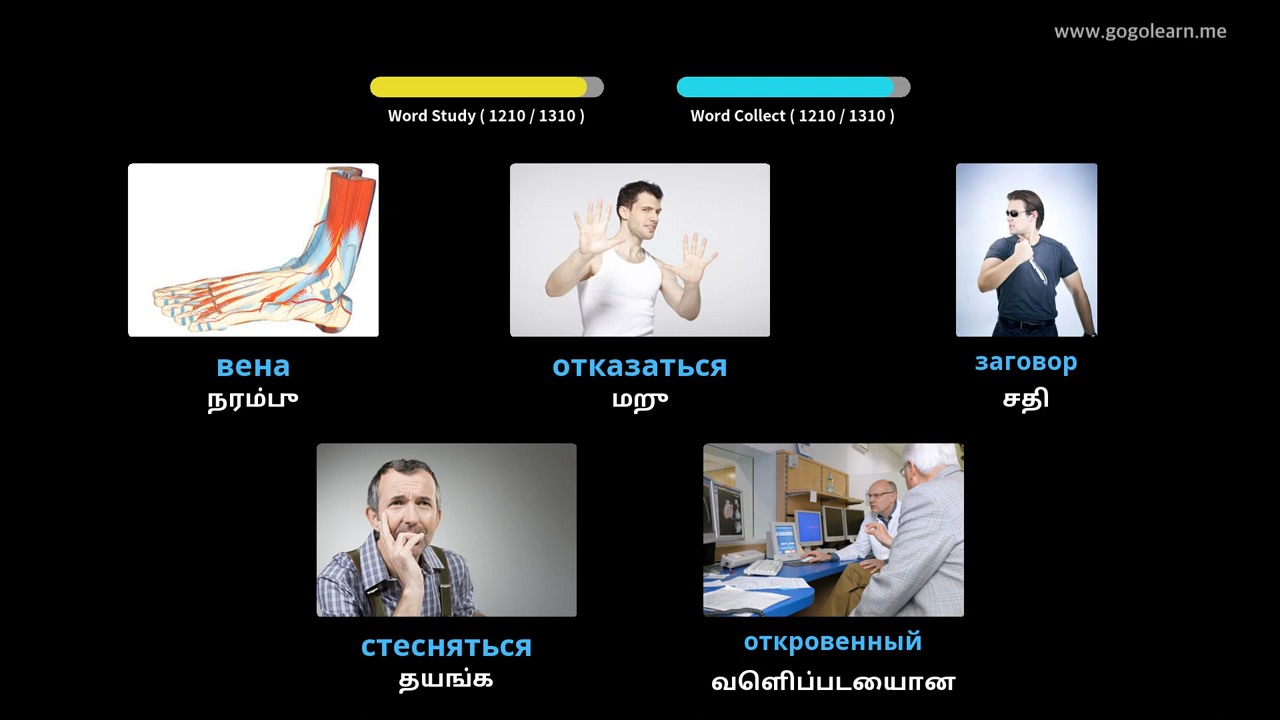 www.gogolearn.me
Word Study ( 1210 / 1310 )
Word Collect ( 1210 / 1310 )
вена
நரம்பு
отказаться
மறு
заговор
சதி
стесняться
தயங்க
откровенный
வெளிப்படையான